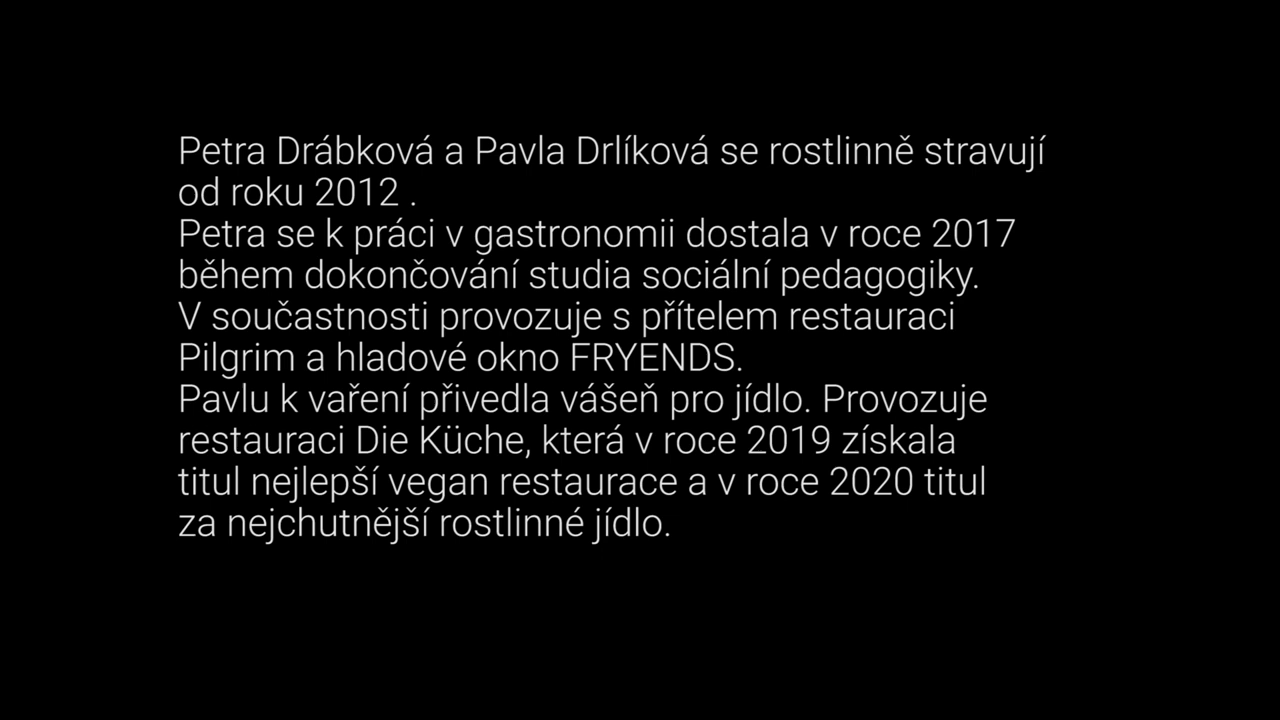 Petra Drábková a Pavla Drlíková se rostlinně stravují
od roku 2012 .
Petra se k práci v gastronomii dostala v roce 2017
během dokončování studia sociální pedagogiky.
V součastnosti provozuje s přítelem restauraci
Pilgrim a hladové okno FRYENDS.
Pavlu k vaření přivedla vášeň pro jídlo. Provozuje
restauraci Die Küche, která v roce 2019 získala
titul nejlepší vegan restaurace a v roce 2020 titul
za nejchutnější rostlinné jídlo.